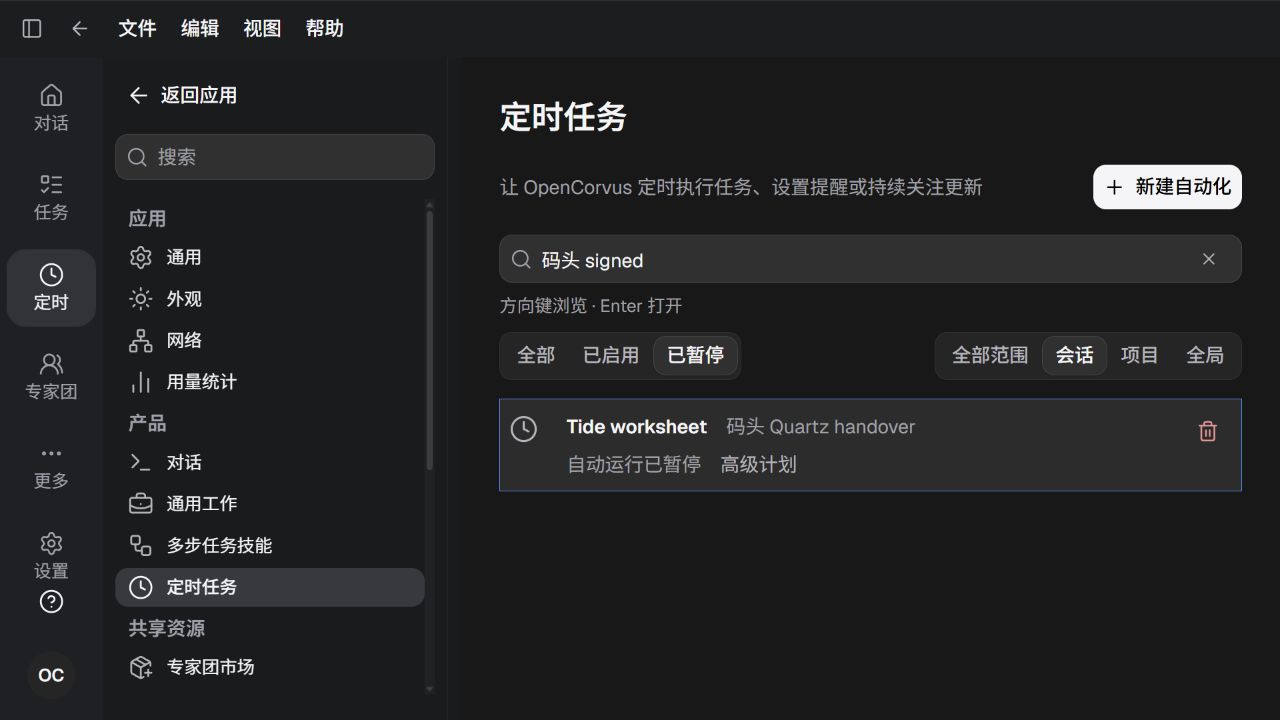 文件 编辑 视图 帮助
对话
任务
定时
专家团
更多
设置
OC
返回应用
搜索
应用
通用
外观
网络
用量统计
产品
对话
通用工作
多步任务技能
定时任务
共享资源
专家团市场
定时任务
让 OpenCorvus 定时执行任务、设置提醒或持续关注更新
新建自动化
码头 signed
方向键浏览 · Enter 打开
全部 已启用 已暂停 全部范围 会话 项目 全局
Tide worksheet 码头 Quartz handover
自动运行已暂停 高级计划